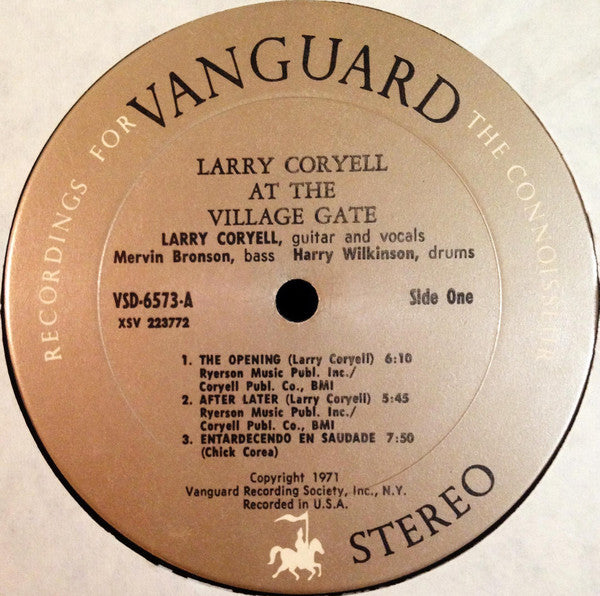 RECORDINGS FOR VANGUARD THE CONNOISSEUR
LARRY CORYELL
AT THE
VILLAGE GATE
LARRY CORYELL, guitar and vocals
Mervin Bronson, bass Harry Wilkinson, drums
VSD-6573-A Side One
XSV 223772
1. THE OPENING (Larry Coryell) 6:10
Ryerson Music Publ. Inc./
Coryell Publ. Co., BMI
2. AFTER LATER (Larry Coryell) 5:45
Ryerson Music Publ. Inc./
Coryell Publ. Co., BMI
3. ENTARDECENDO EN SAUDADE 7:50
(Chick Corea)
Copyright 1971
Vanguard Recording Society, Inc., N.Y.
Recorded in U.S.A.
STEREO